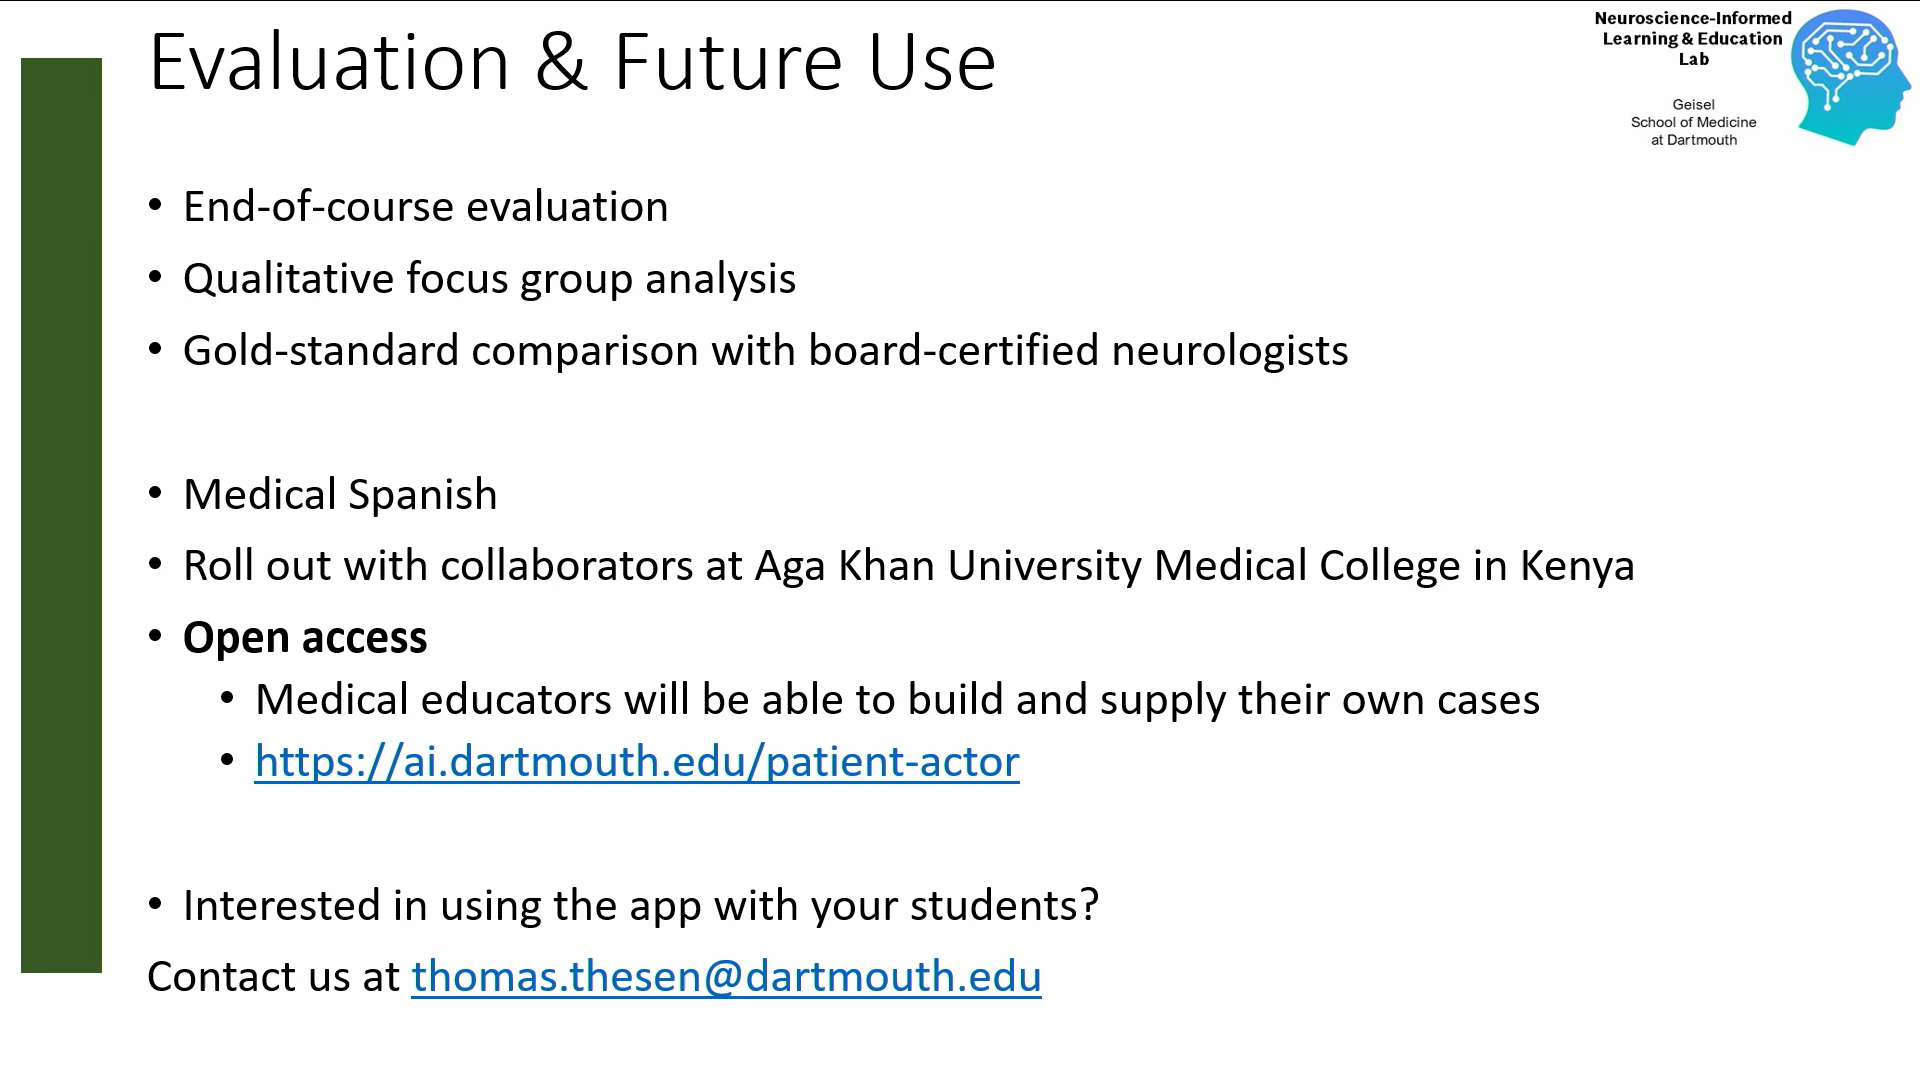 Evaluation & Future Use
Neuroscience-Informed
Learning & Education
Lab
Geisel
School of Medicine
at Dartmouth
• End-of-course evaluation
• Qualitative focus group analysis
• Gold-standard comparison with board-certified neurologists
• Medical Spanish
• Roll out with collaborators at Aga Khan University Medical College in Kenya
• Open access
• Medical educators will be able to build and supply their own cases
• https://ai.dartmouth.edu/patient-actor
• Interested in using the app with your students?
Contact us at thomas.thesen@dartmouth.edu